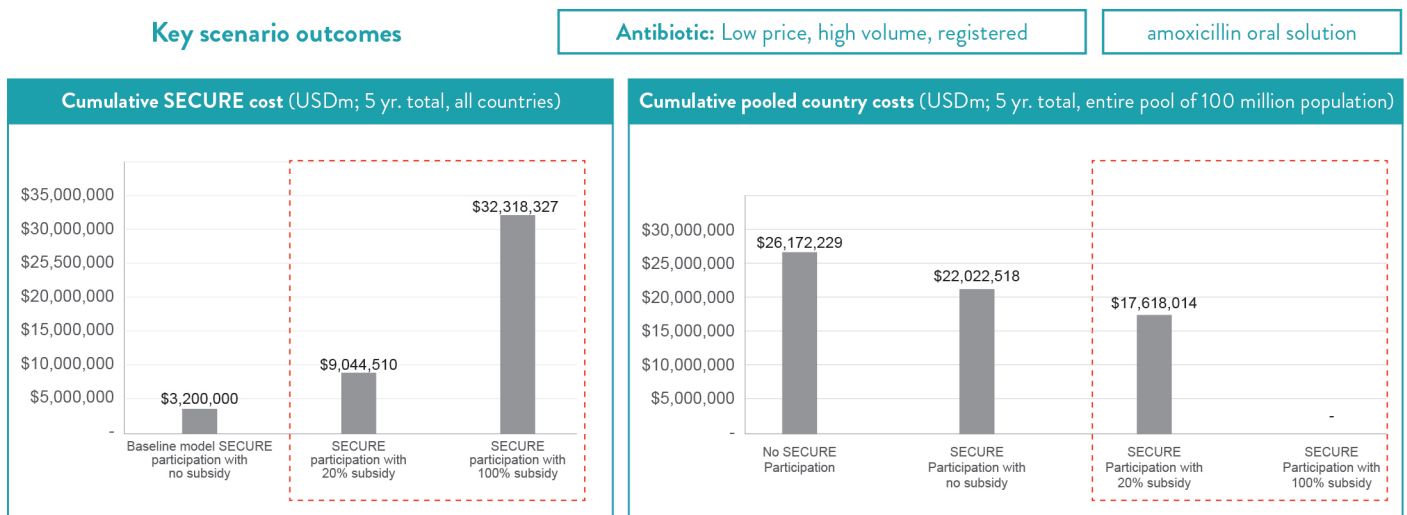 Key scenario outcomes
Antibiotic: Low price, high volume, registered
amoxicillin oral solution
Cumulative SECURE cost (USDm; 5 yr. total, all countries)
$35,000,000
$30,000,000
$25,500,000
$20,000,000
$15,000,000
$10,000,000
$5,000,000
-
$3,200,000
$9,044,510
$32,318,327
Baseline model SECURE
participation with
no subsidy
SECURE
participation with
20% subsidy
SECURE
participation with
100% subsidy
Cumulative pooled country costs (USDm; 5 yr. total, entire pool of 100 million population)
$30,000,000
$25,000,000
$20,000,000
$15,000,000
$10,000,000
$5,000,000
-
$26,172,229
$22,022,518
$17,618,014
-
No SECURE
Participation
SECURE
Participation with
no subsidy
SECURE
Participation with
20% subsidy
SECURE
Participation with
100% subsidy